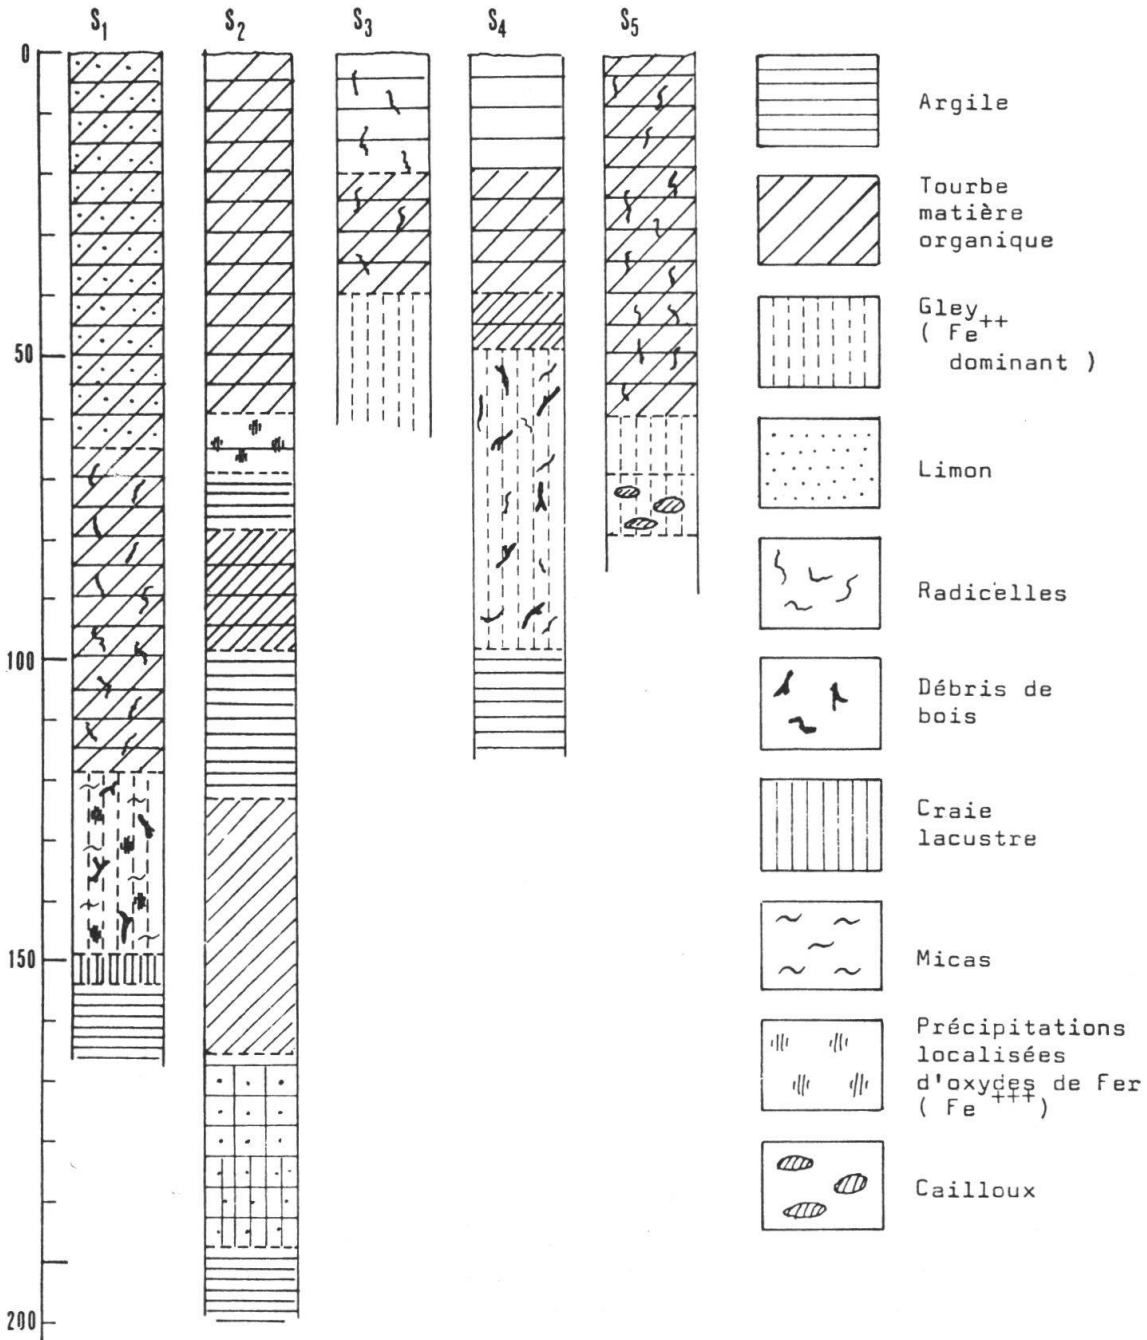 S1 S2 S3 S4 S5
0
50
100
150
200
Argile
Tourbe
matière
organique
Gley
( Fe++
dominant )
Limon
Radicelles
Débris de
bois
Craie
lacustre
Micas
Précipitations
localisées
d'oxydes de Fer
( Fe+++ )
Cailloux